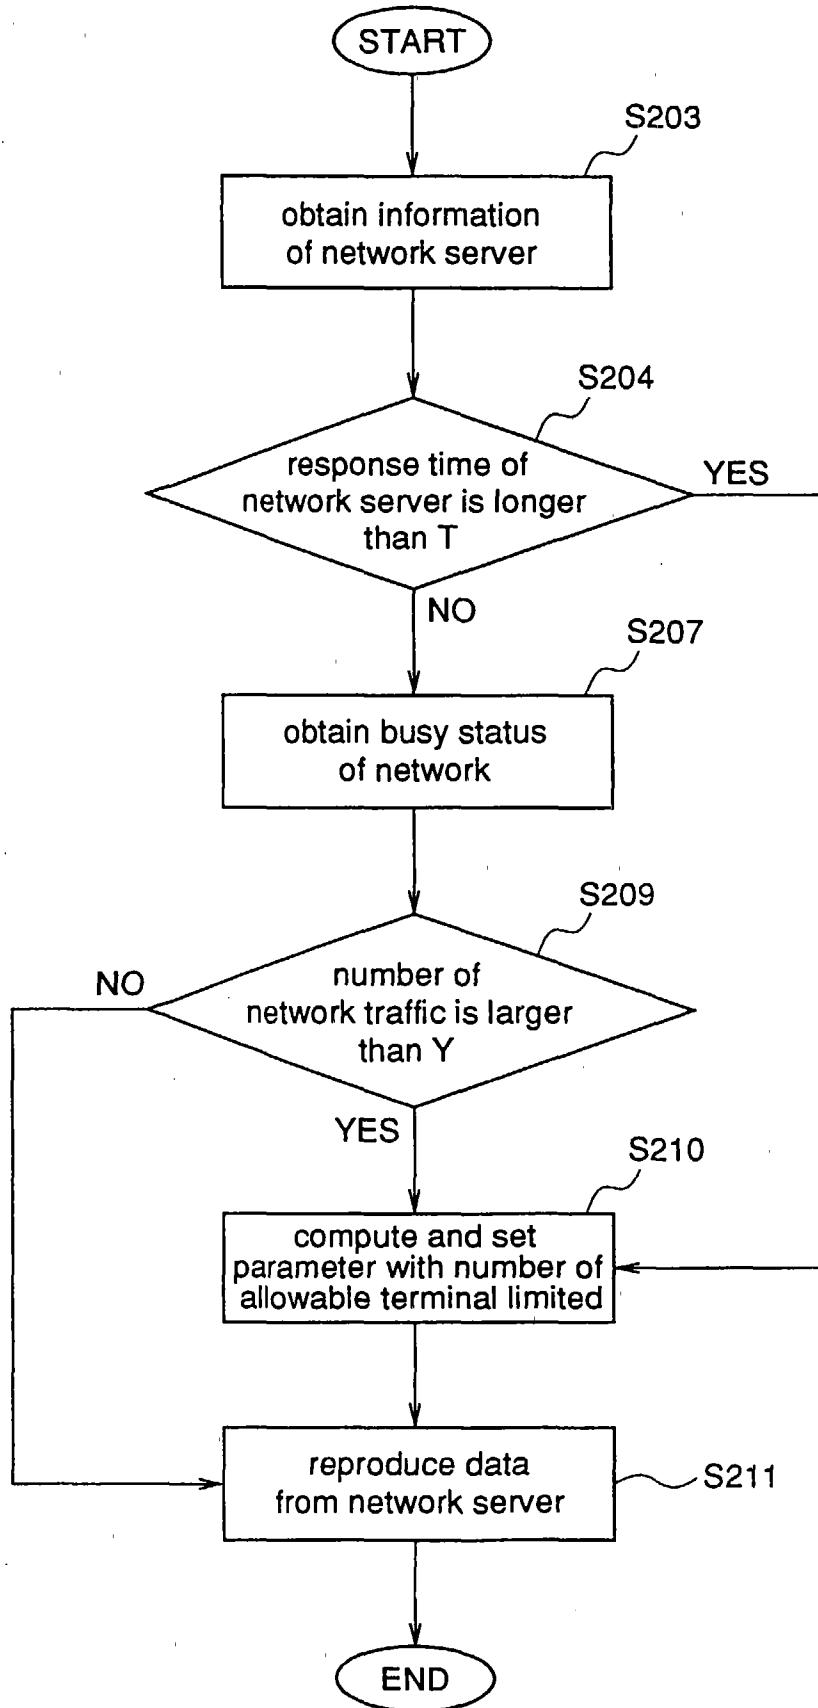 START
S203
obtain information
of network server
S204
response time of
network server is longer
than T
YES
NO
S207
obtain busy status
of network
S209
number of
network traffic is larger
than Y
NO
YES
S210
compute and set
parameter with number of
allowable terminal limited
reproduce data
from network server
S211
END